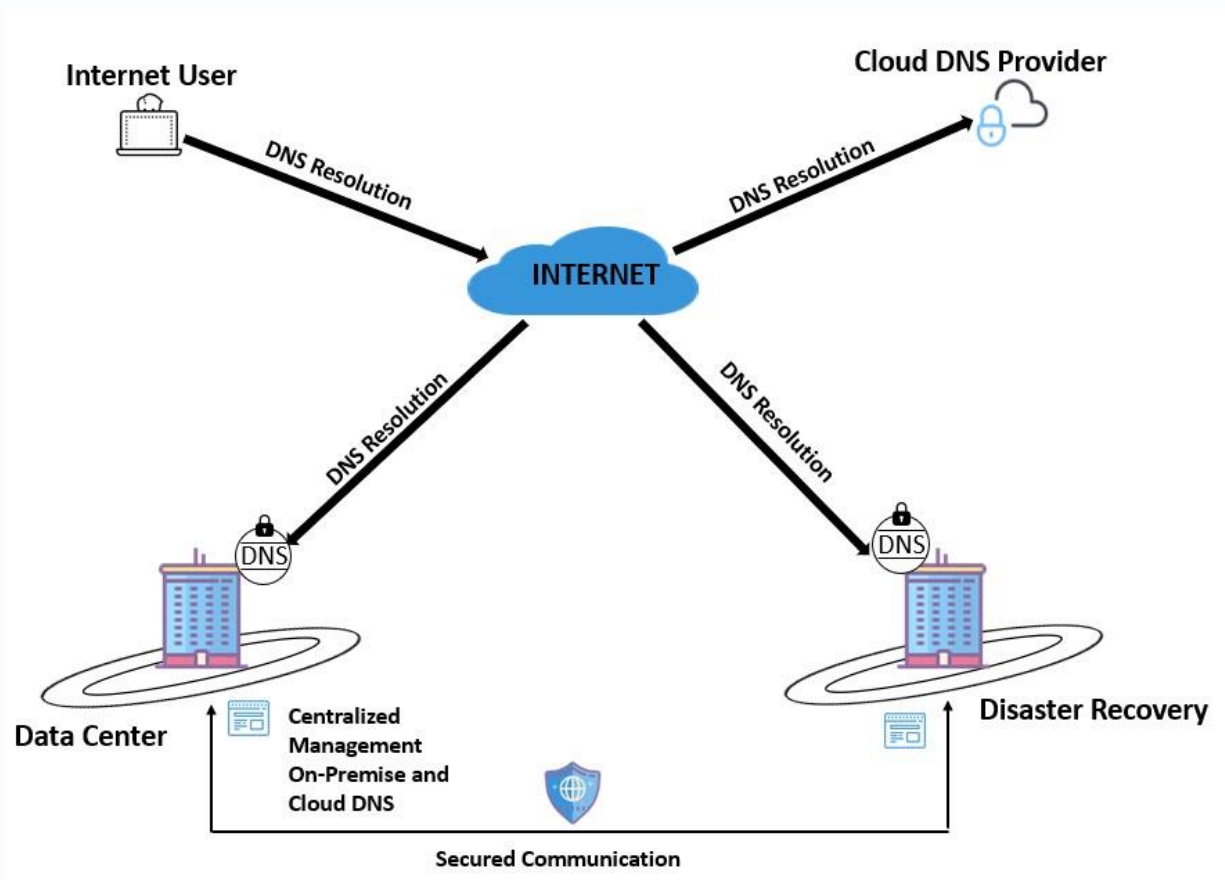 Internet User
Cloud DNS Provider
DNS Resolution
DNS Resolution
INTERNET
DNS Resolution
DNS Resolution
DNS
DNS
Data Center
Disaster Recovery
Centralized
Management
On-Premise and
Cloud DNS
Secured Communication